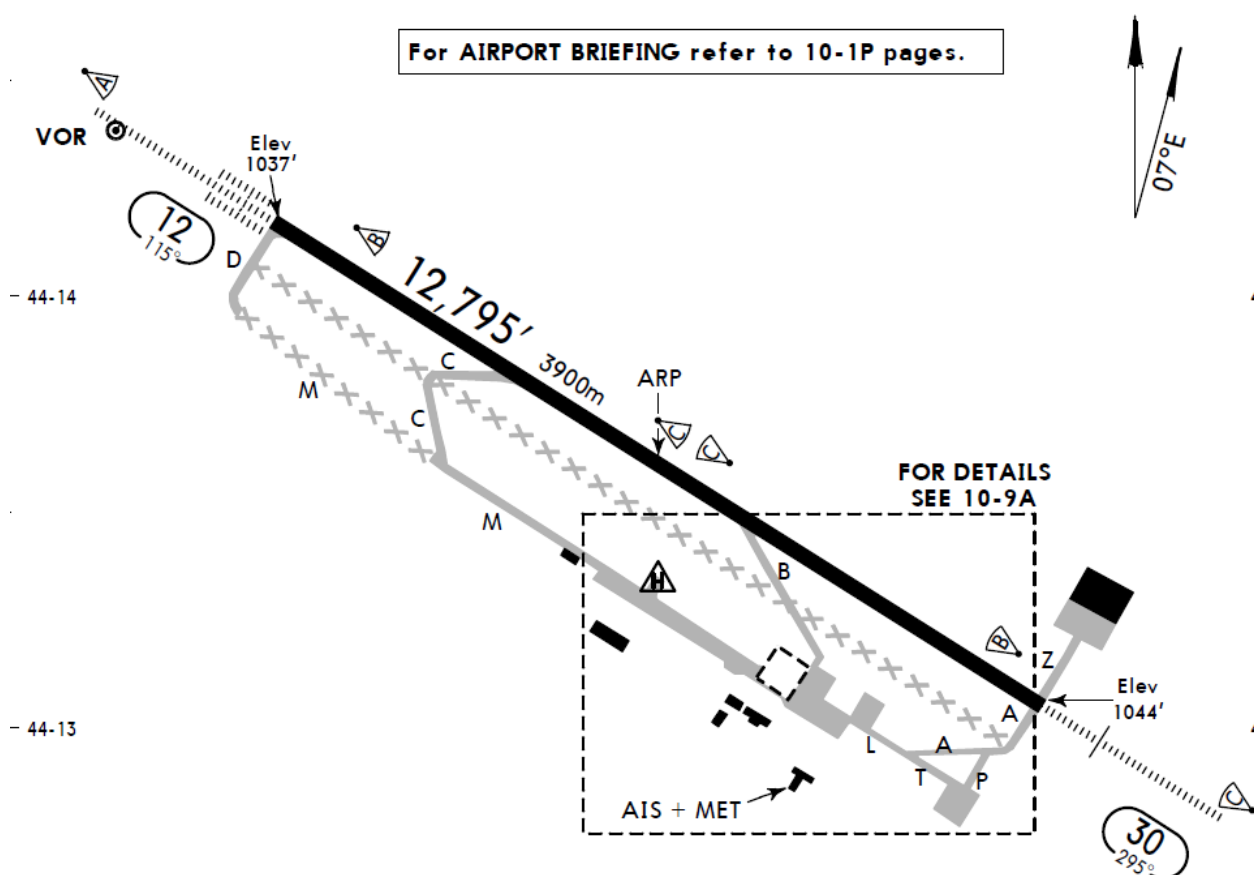 For AIRPORT BRIEFING refer to 10-1P pages.
A
VOR
Elev
1037'
07°E
12
115°
B
D
44-14
12,795'
3900m
C
ARP
M
C
C
C
FOR DETAILS
SEE 10-9A
M
H
B
B
Z
Elev
1044'
44-13
A
L
A
T
P
AIS + MET
C
30
295°